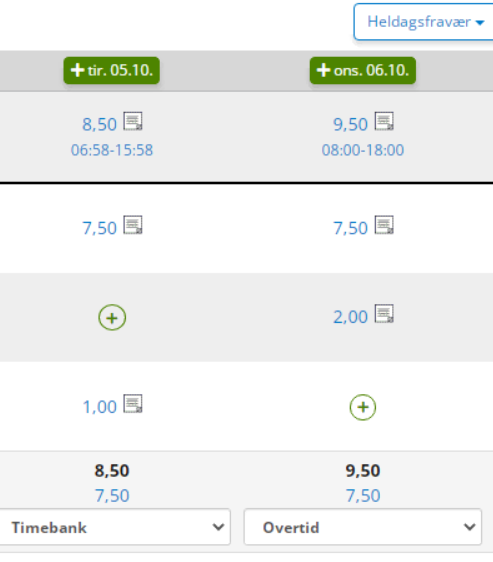 Heldagsfravær
+ tir. 05.10. + ons. 06.10.
8,50 9,50
06:58-15:58 08:00-18:00
7,50 7,50
2,00
1,00
8,50 9,50
7,50 7,50
Timebank Overtid